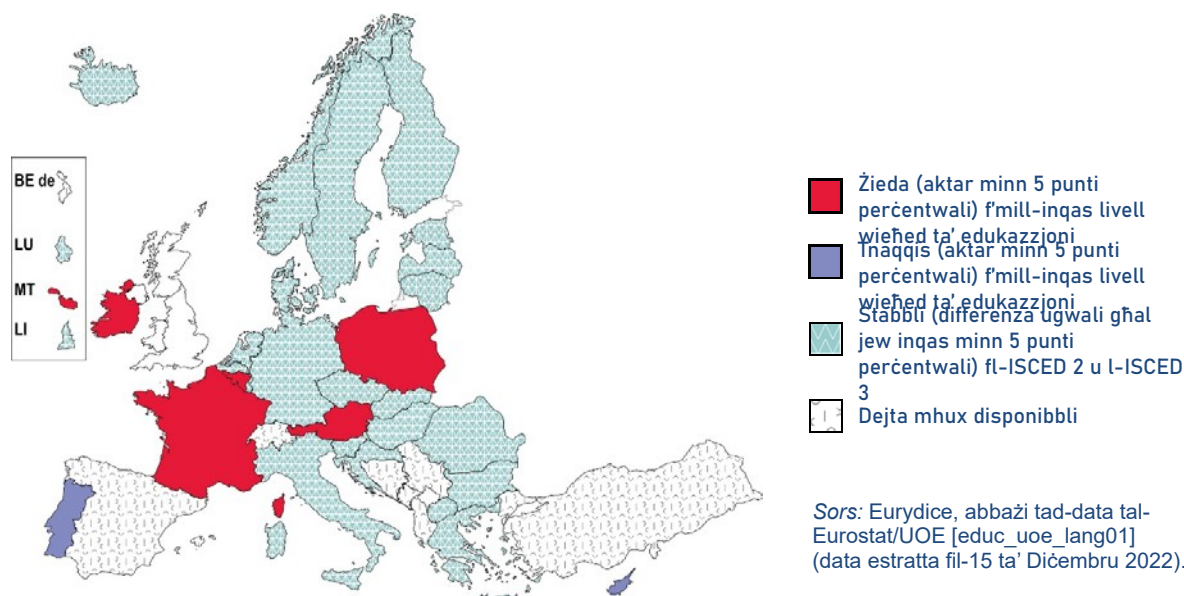 BE de
LU
MT
LI
Żieda (aktar minn 5 punti
perċentwali) f'mill-inqas livell
wieħed ta' edukazzjoni
Tnaqqis (aktar minn 5 punti
perċentwali) f'mill-inqas livell
wieħed ta' edukazzjoni
Stabbli (differenza ugwali għal
jew inqas minn 5 punti
perċentwali) fl-ISCED 2 u l-ISCED
3
Dejta mhux disponibbli
Sors: Eurydice, abbażi tad-data tal-
Eurostat/UOE [educ_uoe_lang01]
(data estratta fil-15 ta' Diċembru 2022).